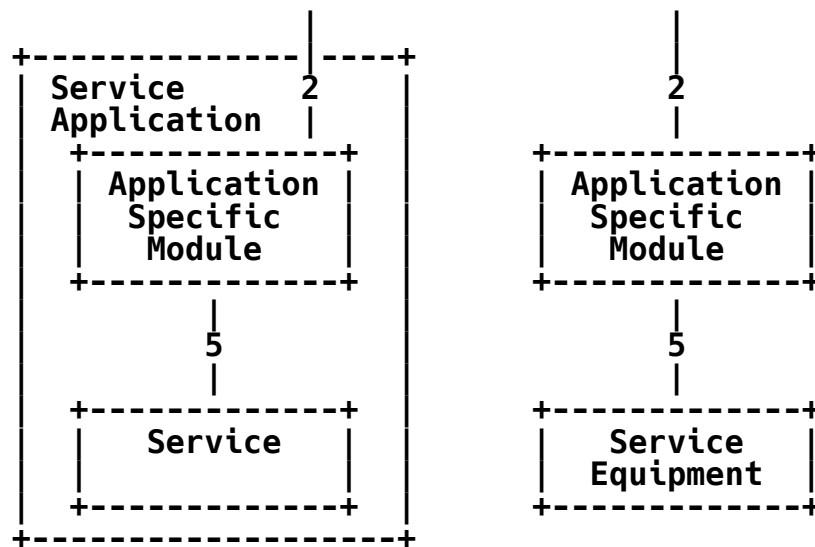 Service 2 2
Application
Application Application
Specific Specific
Module Module
5 5
Service Service
Equipment